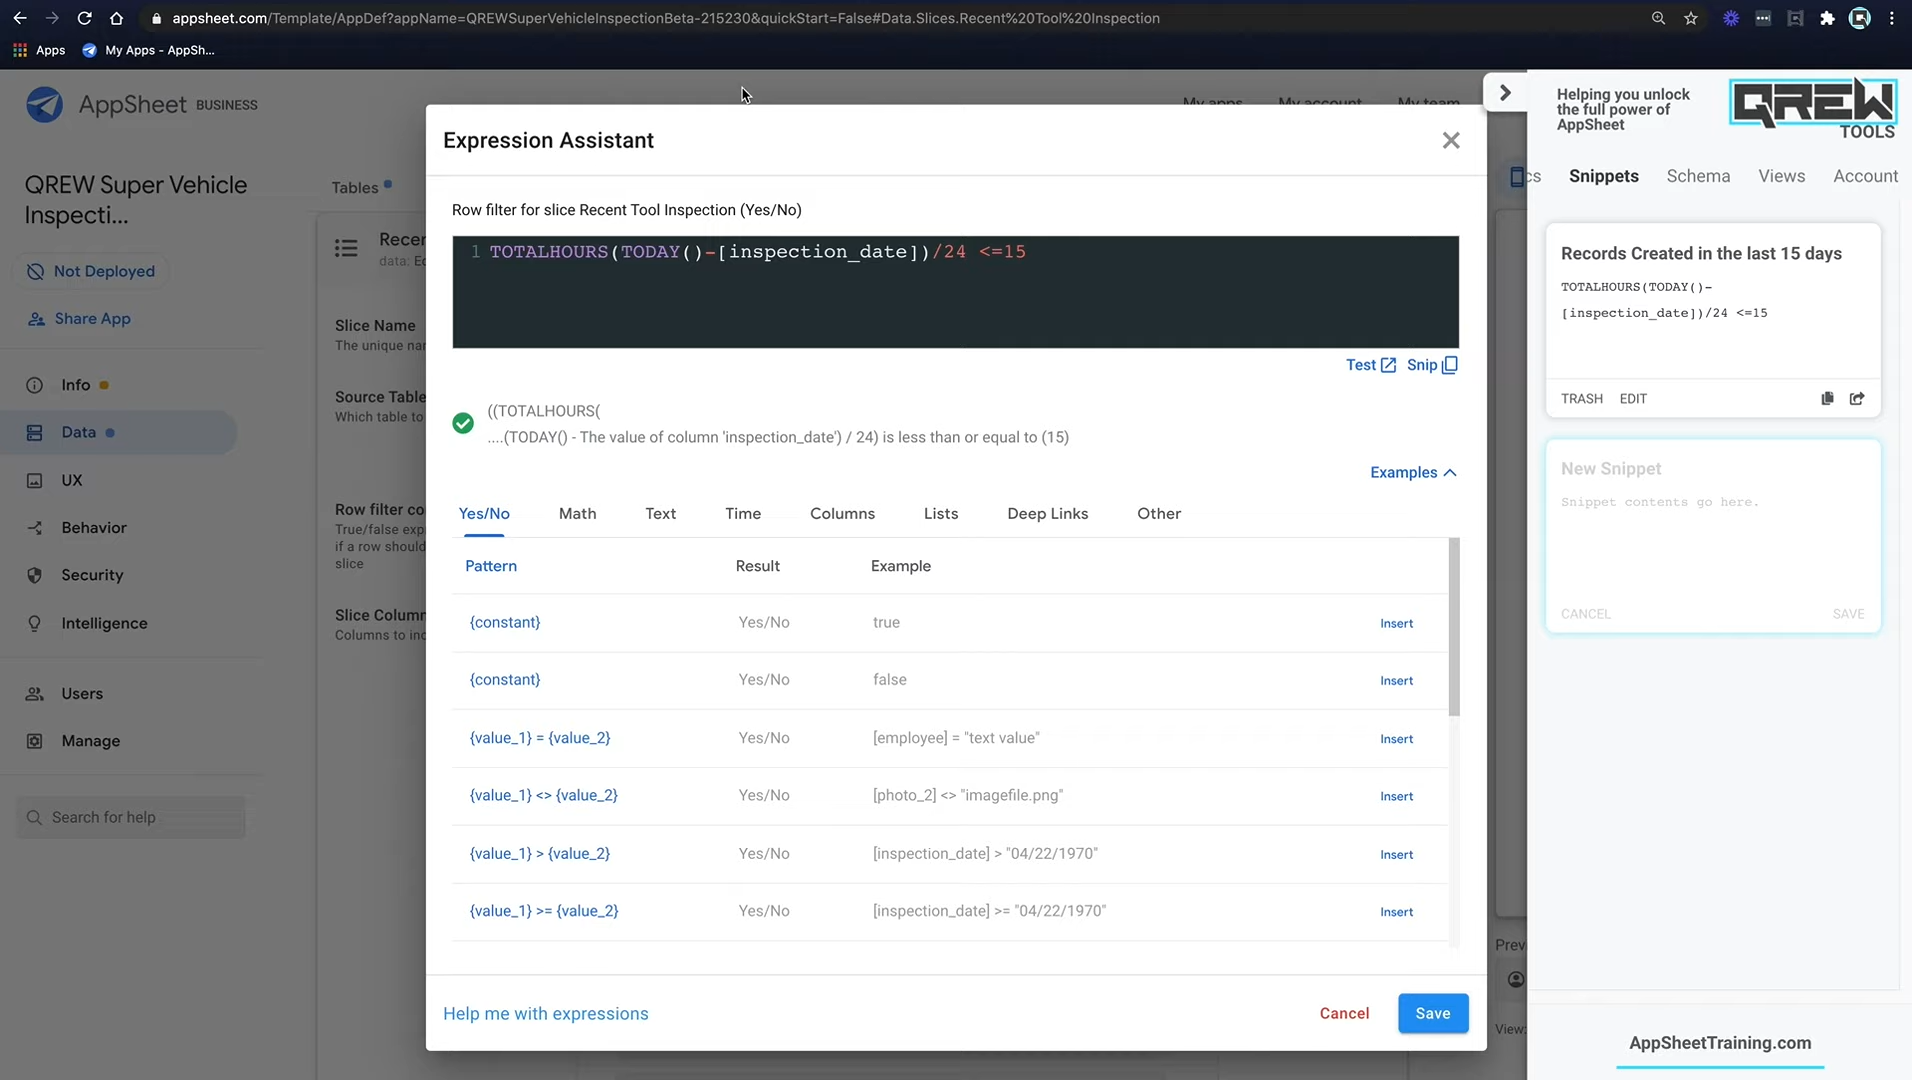 appsheet.com/Template/AppDef?appName=QREWSuperVehicleInspectionBeta-215230&quickStart=False#Data.Slices.Recent%20Tool%20Inspection
Apps
My Apps - AppSh...
AppSheet BUSINESS
My apps
My account
My team
QREW Super Vehicle
Inspecti...
Not Deployed
Share App
Info
Data
UX
Behavior
Security
Intelligence
Users
Manage
Search for help
Tables
Recen
data: Ec
Slice Name
The unique nar
Source Table
Which table to
Row filter co
True/false exp
if a row should
slice
Slice Column
Columns to inc
Expression Assistant
Row filter for slice Recent Tool Inspection (Yes/No)
1 TOTALHOURS(TODAY()-[inspection_date])/24 <=15
Test
Snip
((TOTALHOURS(
....(TODAY() - The value of column 'inspection_date') / 24) is less than or equal to (15)
Examples
Yes/No Math Text Time Columns Lists Deep Links Other
Pattern Result Example
{constant} Yes/No true Insert
{constant} Yes/No false Insert
{value_1} = {value_2} Yes/No [employee] = "text value" Insert
{value_1} <> {value_2} Yes/No [photo_2] <> "imagefile.png" Insert
{value_1} > {value_2} Yes/No [inspection_date] > "04/22/1970" Insert
{value_1} >= {value_2} Yes/No [inspection_date] >= "04/22/1970" Insert
Help me with expressions
Cancel
Save
Previ
View:
Helping you unlock
the full power of
AppSheet
QREW
TOOLS
cs Snippets Schema Views Account
Records Created in the last 15 days
TOTALHOURS(TODAY()-
[inspection_date])/24 <=15
TRASH EDIT
New Snippet
Snippet contents go here.
CANCEL SAVE
AppSheetTraining.com